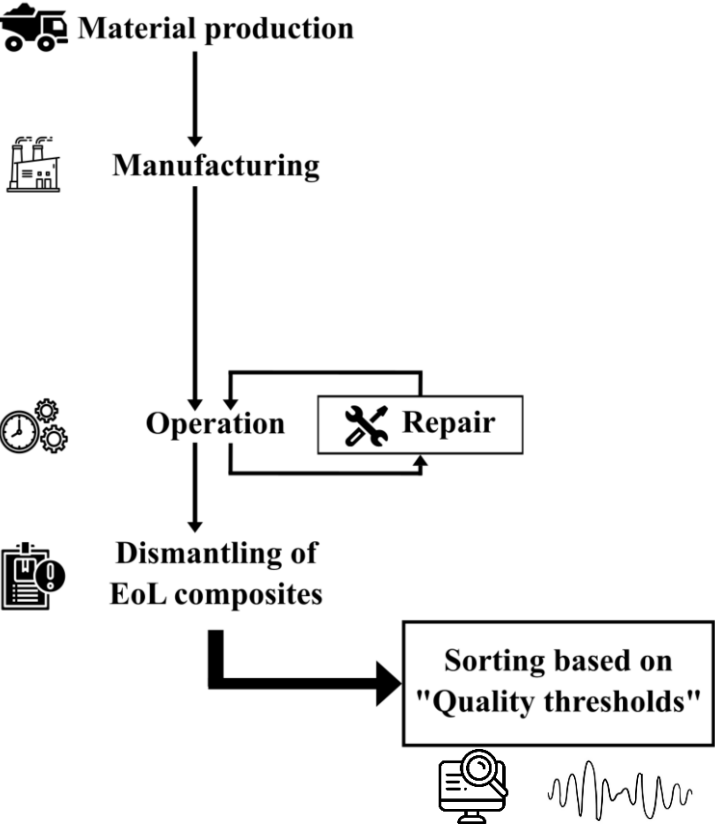 Material production
Manufacturing
Operation
Repair
Dismantling of
EoL composites
Sorting based on
"Quality thresholds"